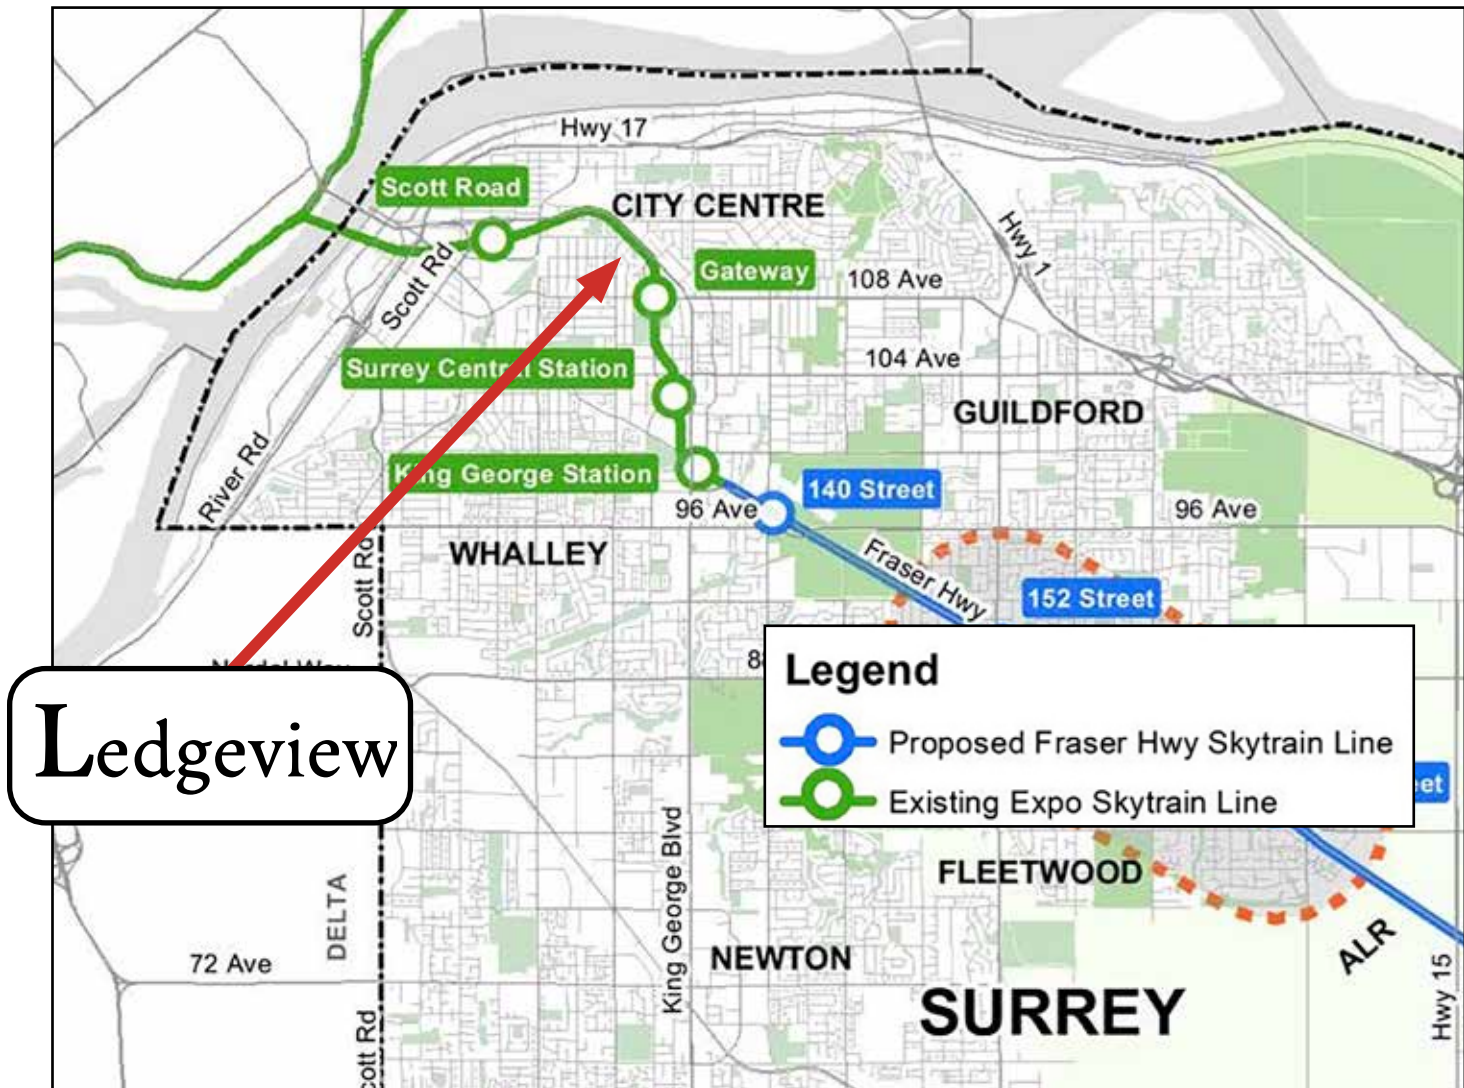 Hwy 17
Scott Road
CITY CENTRE
Hwy 1
Gateway
108 Ave
Scott Rd
Surrey Central Station
104 Ave
GUILDFORD
River Rd
King George Station
140 Street
96 Ave
96 Ave
WHALLEY
Scott Rd
Fraser Hwy
152 Street
Legend
Proposed Fraser Hwy Skytrain Line
Existing Expo Skytrain Line
Ledgeview
King George Blvd
FLEETWOOD
DELTA
72 Ave
NEWTON
ALR
Hwy 15
SURREY